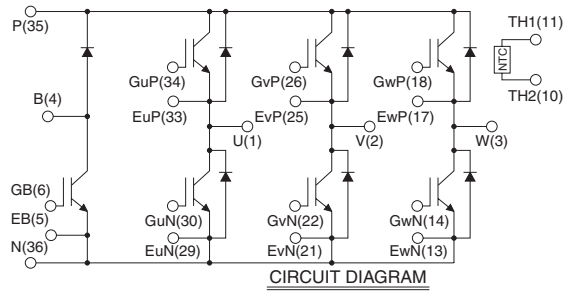 P(35)
TH1(11)
NTC
GuP(34)
GvP(26)
GwP(18)
TH2(10)
B(4)
EuP(33)
EvP(25)
EwP(17)
U(1)
V(2)
W(3)
GB(6)
GuN(30)
GvN(22)
GwN(14)
EB(5)
N(36)
EuN(29)
EvN(21)
EwN(13)
CIRCUIT DIAGRAM